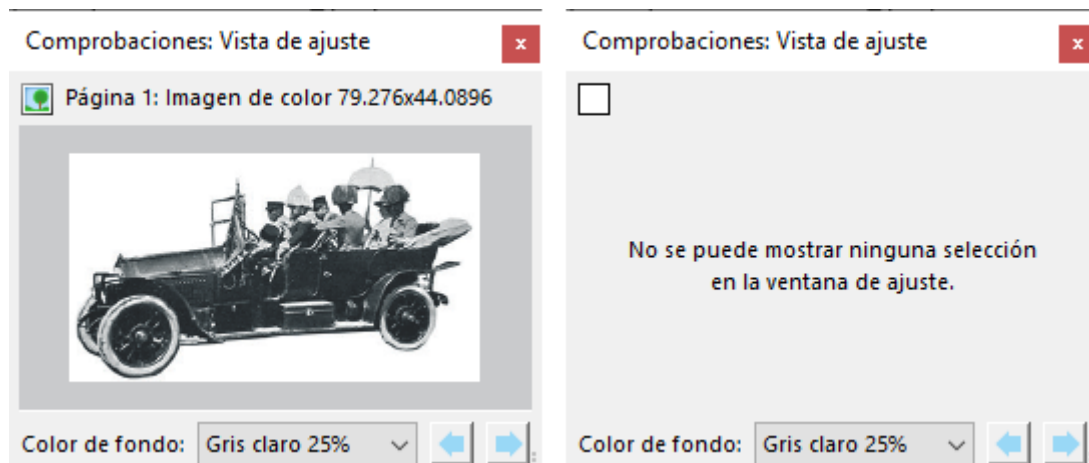 Comprobaciones: Vista de ajuste
x
Página 1: Imagen de color 79.276x44.0896
Color de fondo:
Gris claro 25%
Comprobaciones: Vista de ajuste
x
No se puede mostrar ninguna selección
en la ventana de ajuste.
Color de fondo:
Gris claro 25%